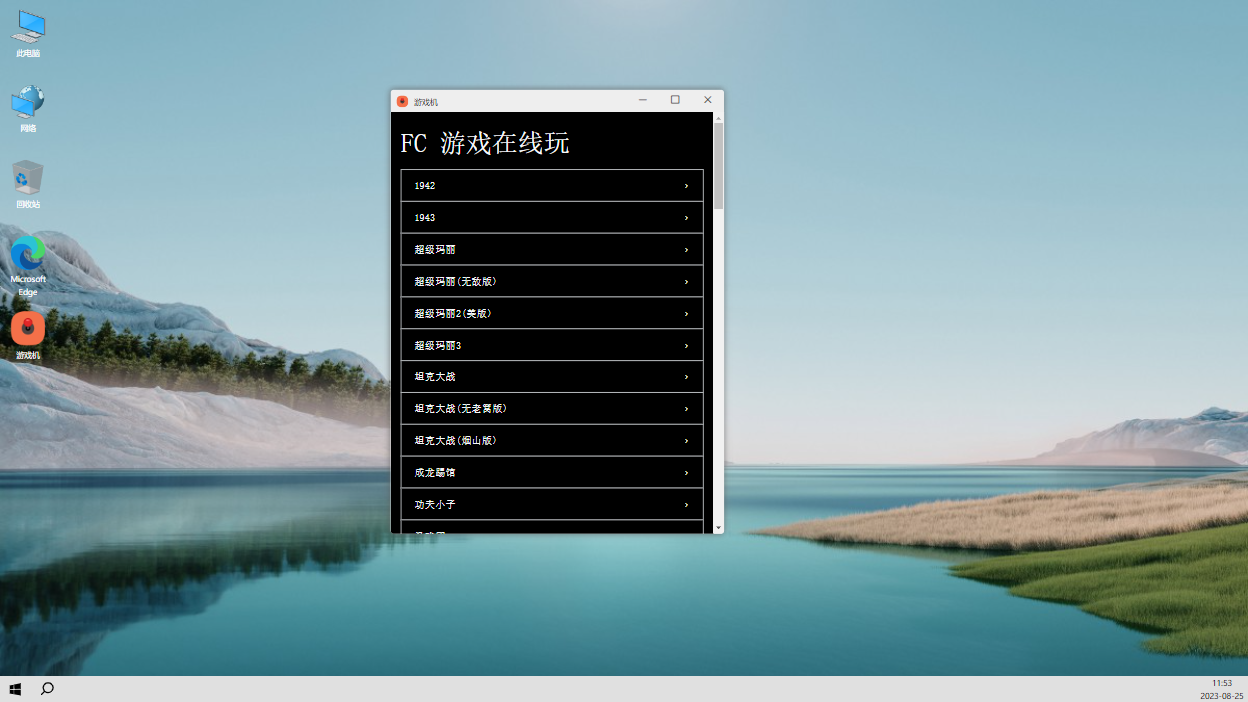 此电脑
网络
回收站
Microsoft
Edge
游戏机
游戏机
FC 游戏在线玩
1942
1943
超级玛丽
超级玛丽(无敌版)
超级玛丽2(美版)
超级玛丽3
坦克大战
坦克大战(无老窝版)
坦克大战(烟山版)
成龙踢馆
功夫小子
11:53
2023-08-25